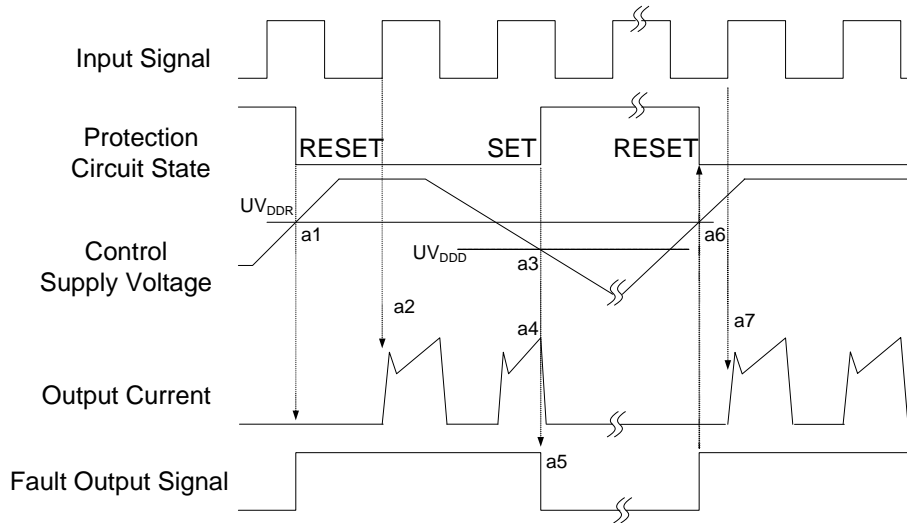 Input Signal
Protection
Circuit State
RESET
SET
RESET
UVDDR
a1
a6
UVDDD
a3
Control
Supply Voltage
a2
a4
a7
Output Current
a5
Fault Output Signal